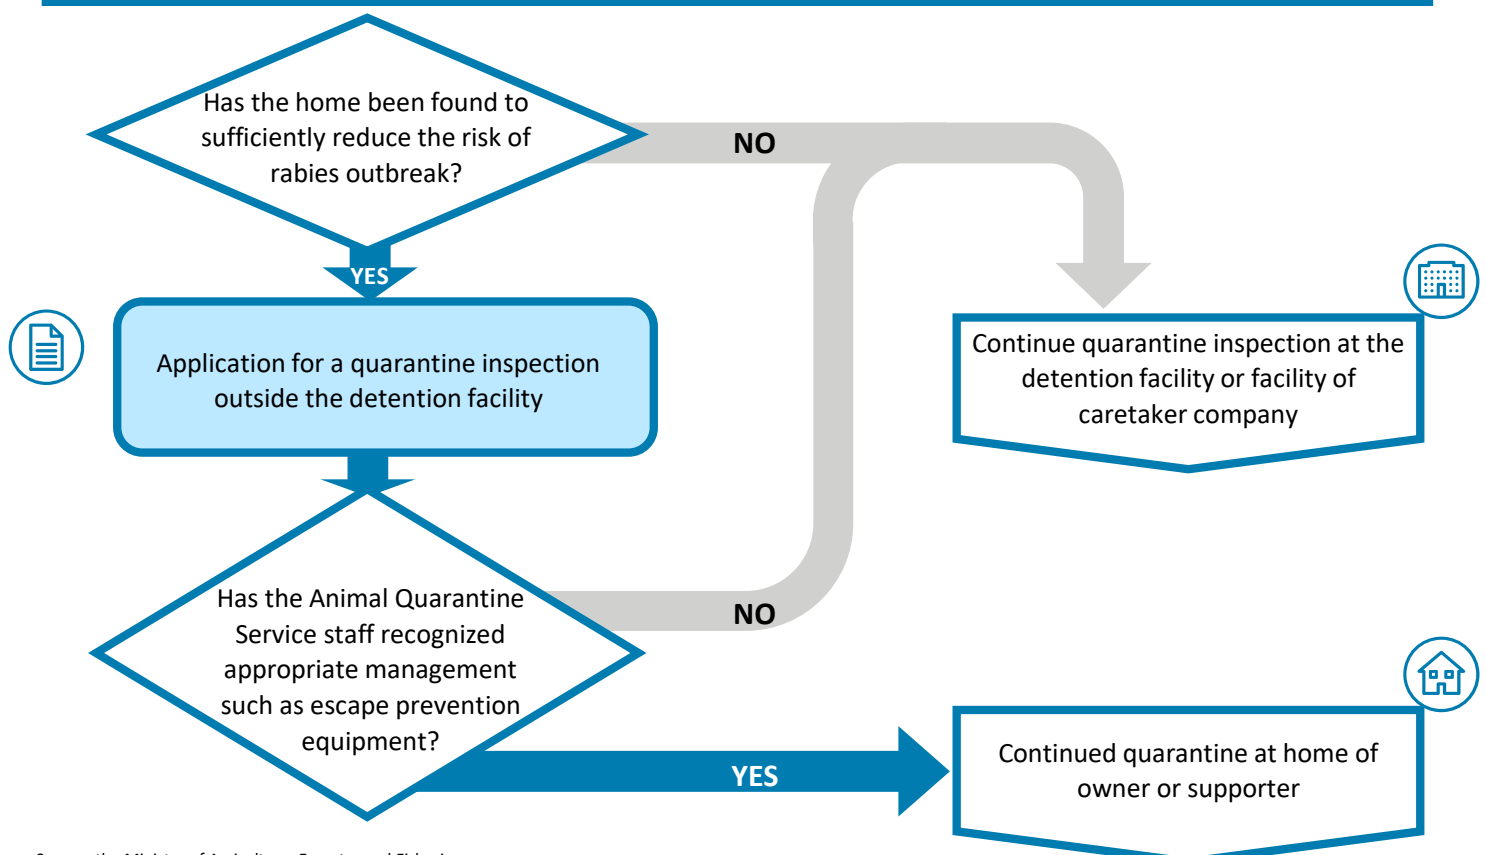 Has the home been found to
sufficiently reduce the risk of
rabies outbreak?
NO
YES
Application for a quarantine inspection
outside the detention facility
Continue quarantine inspection at the
detention facility or facility of
caretaker company
Has the Animal Quarantine
Service staff recognized
appropriate management
such as escape prevention
equipment?
NO
YES
Continued quarantine at home of
owner or supporter